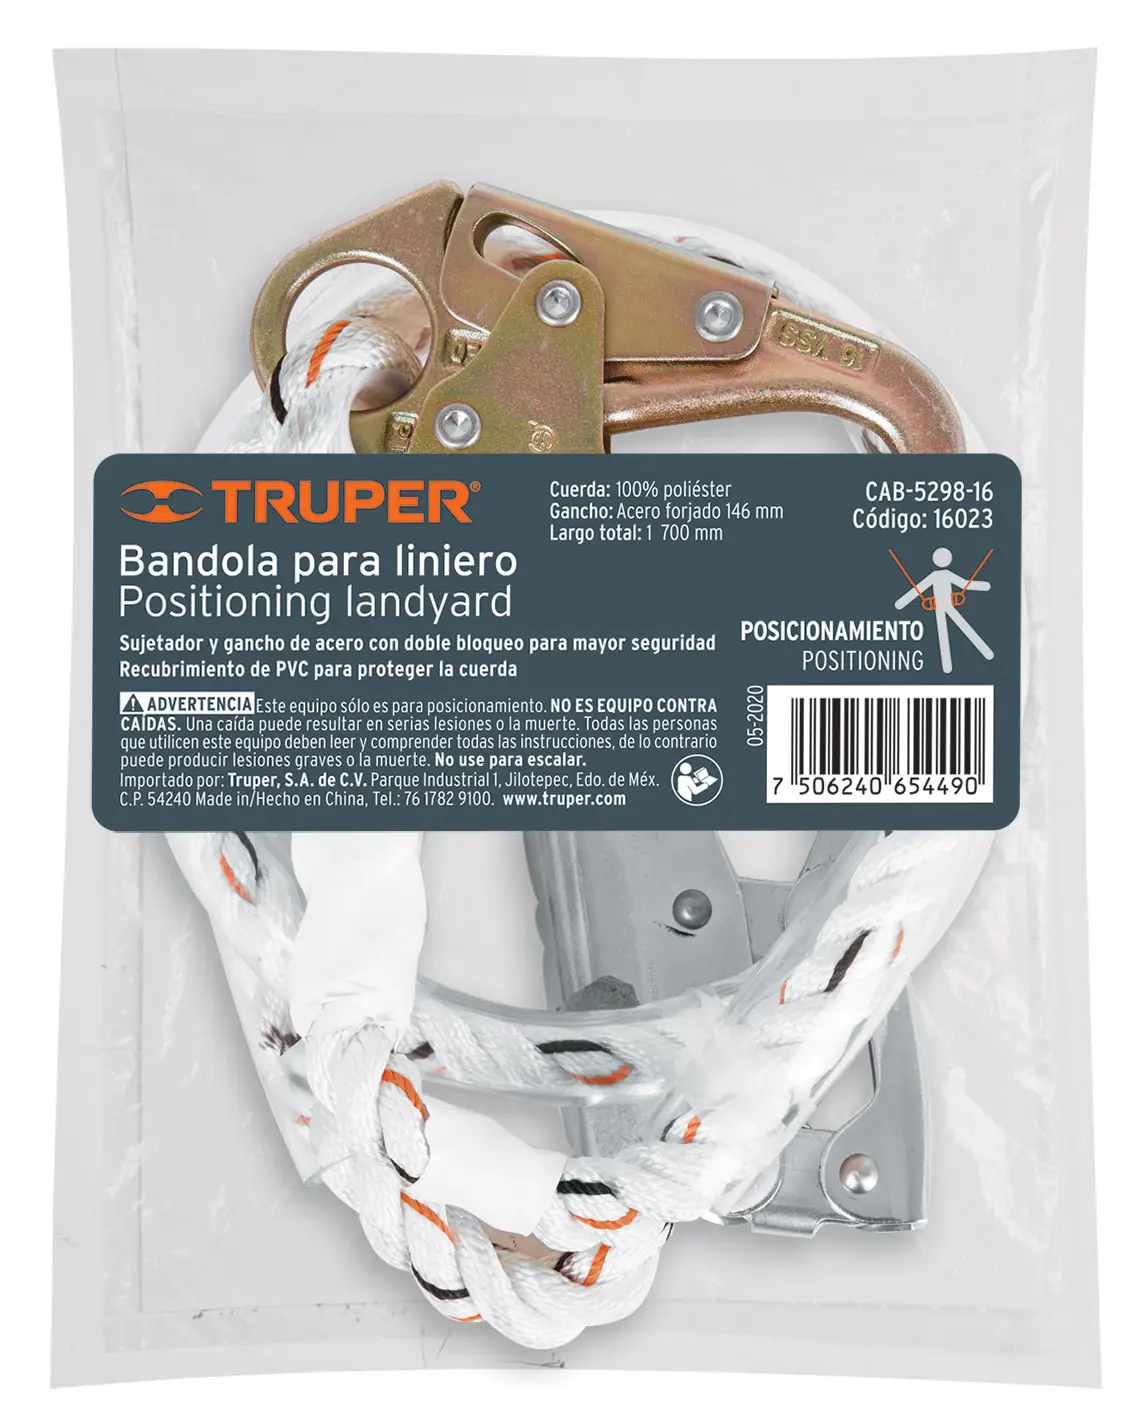 TRUPER®
Bandola para liniero
Positioning landyard
Sujetador y gancho de acero con doble bloqueo para mayor seguridad
Recubrimiento de PVC para proteger la cuerda
Cuerda: 100% poliéster
Gancho: Acero forjado 146 mm
Largo total: 1 700 mm
CAB-5298-16
Código: 16023
POSICIONAMIENTO
POSITIONING
ADVERTENCIA Este equipo sólo es para posicionamiento. NO ES EQUIPO CONTRA
CAÍDAS. Una caída puede resultar en serias lesiones o la muerte. Todas las personas
que utilicen este equipo deben leer y comprender todas las instrucciones, de lo contrario
puede producir lesiones graves o la muerte. No use para escalar.
Importado por: Truper, S.A. de C.V. Parque Industrial 1, Jilotepec, Edo. de Méx.
C.P. 54240 Made in/Hecho en China, Tel.: 76 1782 9100. www.truper.com
05-2020
7 506240 654490
16 VSS